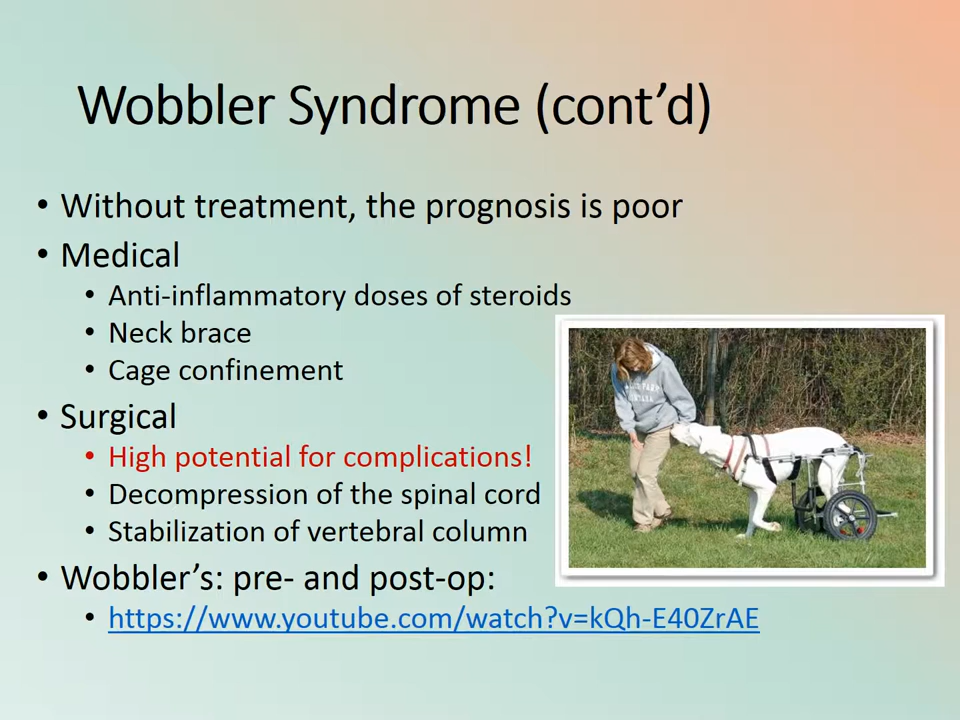 Wobbler Syndrome (cont’d)
• Without treatment, the prognosis is poor
• Medical
• Anti-inflammatory doses of steroids
• Neck brace
• Cage confinement
• Surgical
• High potential for complications!
• Decompression of the spinal cord
• Stabilization of vertebral column
• Wobbler’s: pre- and post-op:
• https://www.youtube.com/watch?v=kQh-E40ZrAE